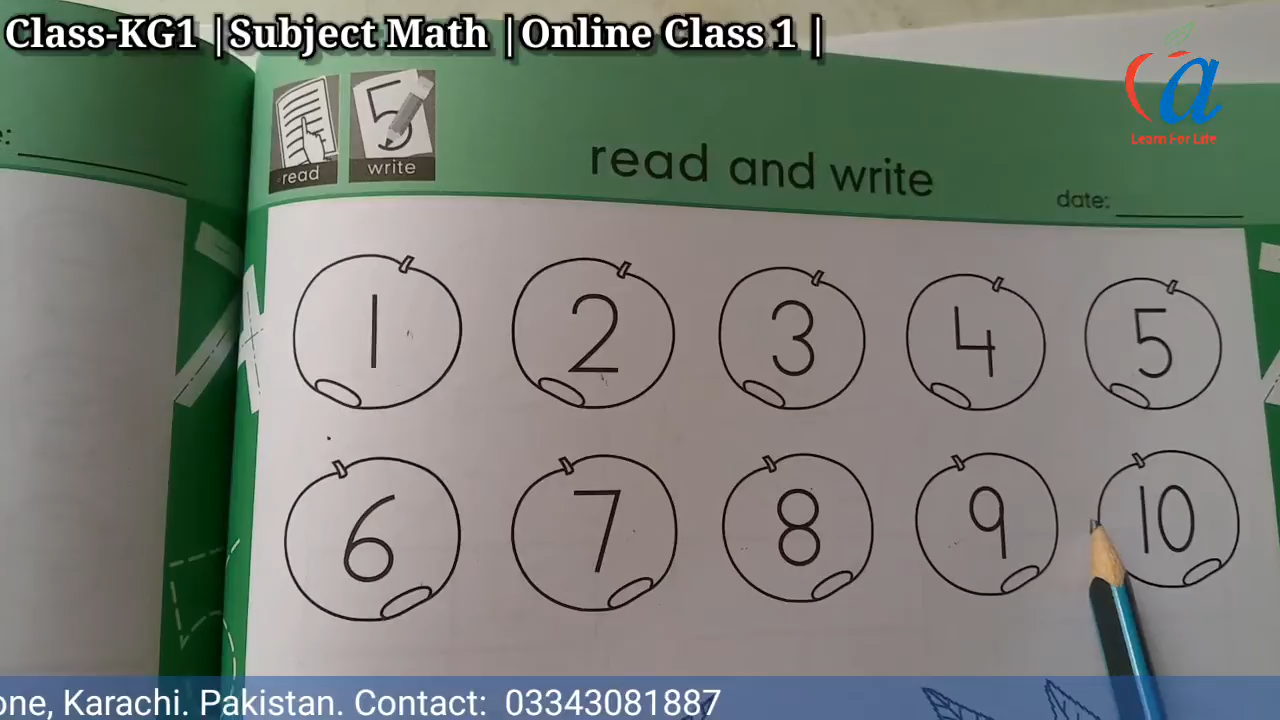 Class-KG1 |Subject Math |Online Class 1 |
a
Learn For Life
e:
5
read
write
read and write
date:
1 2 3 4 5
6 7 8 9 10
one, Karachi. Pakistan. Contact: 03343081887